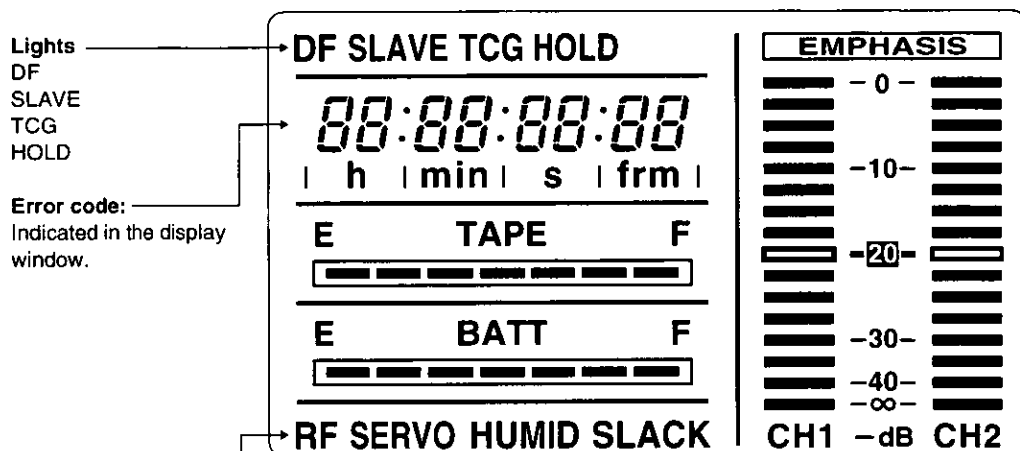 Lights
DF
SLAVE
TCG
HOLD
Error code:
Indicated in the display
window.
DF SLAVE TCG HOLD
88:88:88:88
h min s frm
E TAPE F
E BATT F
RF SERVO HUMID SLACK
EMPHASIS
0
-10-
-20-
-30-
-40-
-∞-
CH1 -dB CH2